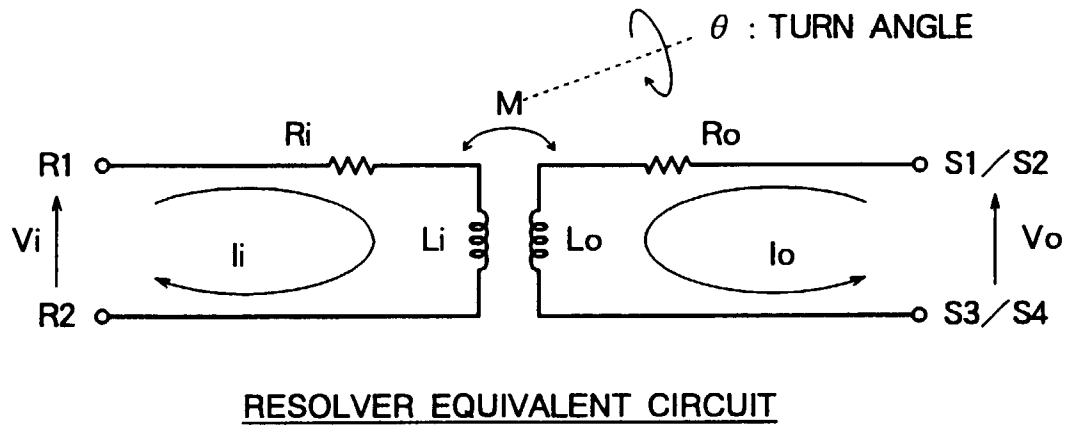 θ : TURN ANGLE
M
Ri
Ro
R1
S1/S2
Vi
Ii
Li
Lo
Io
Vo
R2
S3/S4
RESOLVER EQUIVALENT CIRCUIT